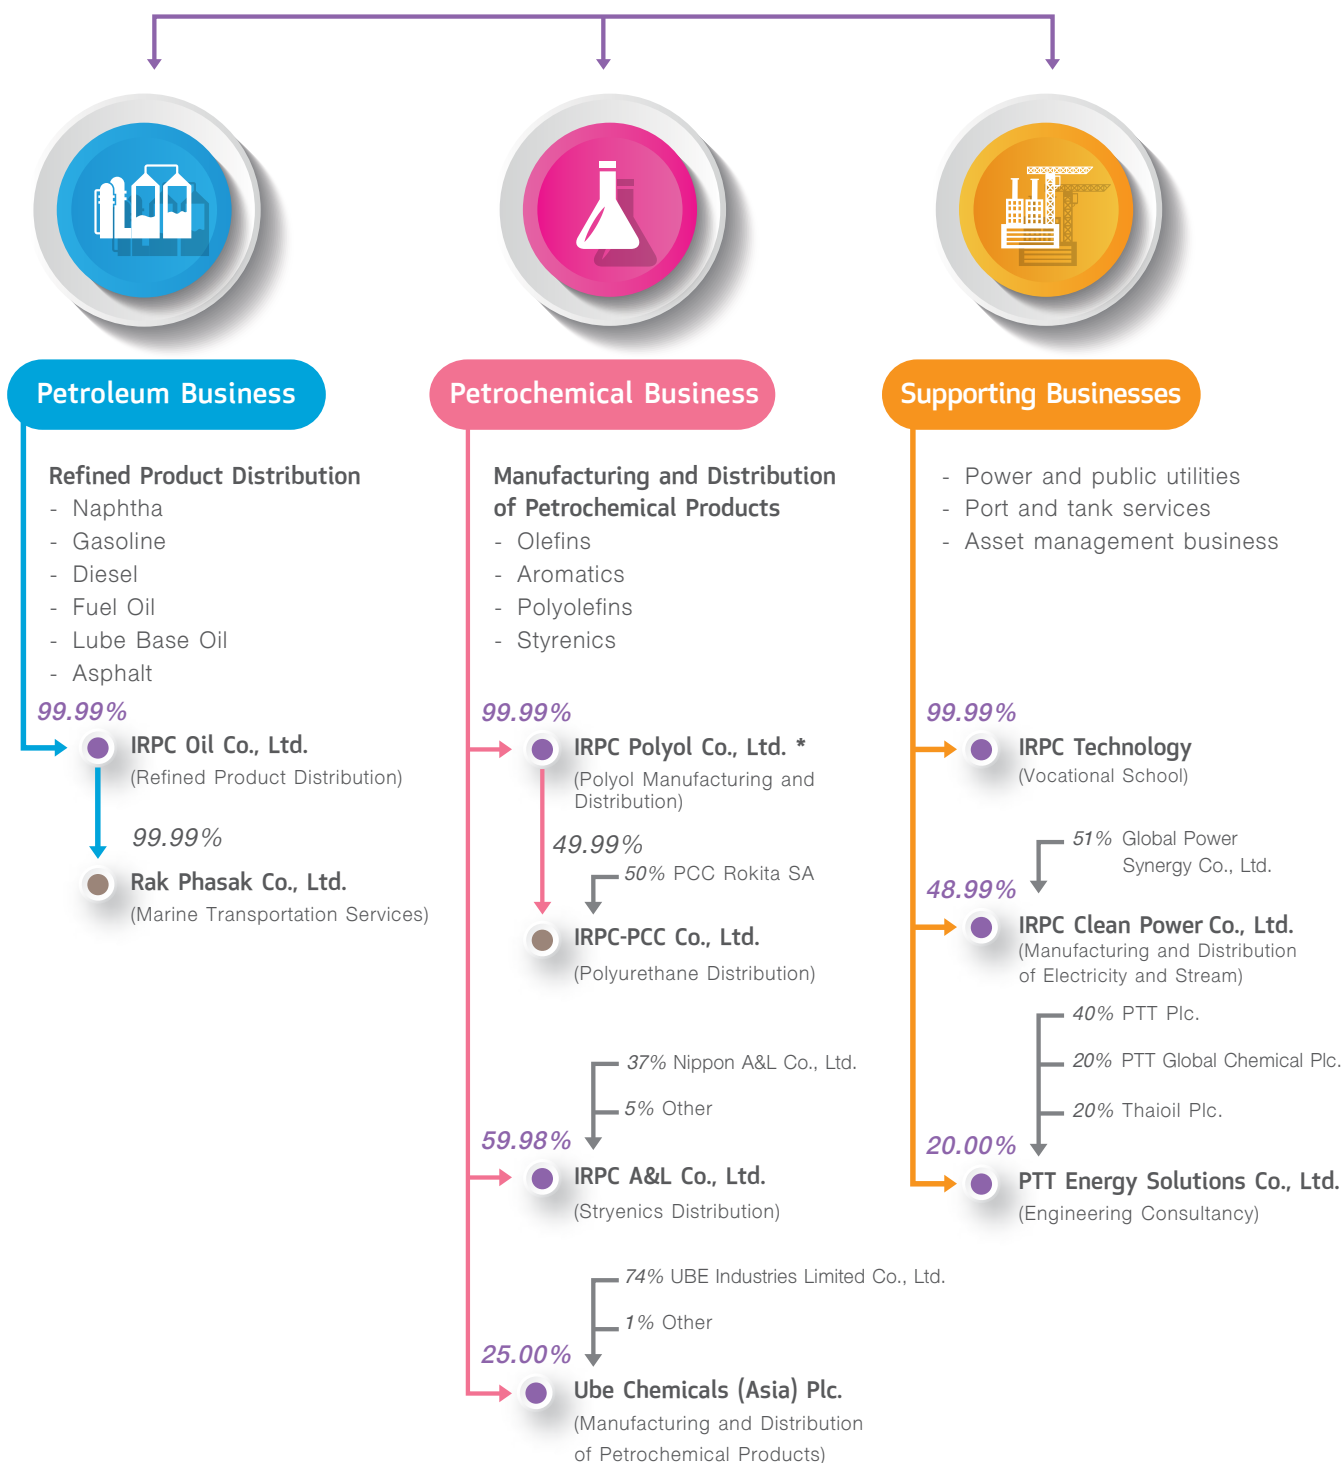 Petroleum Business
Refined Product Distribution
- Naphtha
- Gasoline
- Diesel
- Fuel Oil
- Lube Base Oil
- Asphalt
99.99%
IRPC Oil Co., Ltd.
(Refined Product Distribution)
99.99%
Rak Phasak Co., Ltd.
(Marine Transportation Services)
Petrochemical Business
Manufacturing and Distribution
of Petrochemical Products
- Olefins
- Aromatics
- Polyolefins
- Styrenics
99.99%
IRPC Polyol Co., Ltd. *
(Polyol Manufacturing and
Distribution)
49.99%
50% PCC Rokita SA
IRPC-PCC Co., Ltd.
(Polyurethane Distribution)
37% Nippon A&L Co., Ltd.
5% Other
59.98%
IRPC A&L Co., Ltd.
(Stryenics Distribution)
74% UBE Industries Limited Co., Ltd.
1% Other
25.00%
Ube Chemicals (Asia) Plc.
(Manufacturing and Distribution
of Petrochemical Products)
Supporting Businesses
- Power and public utilities
- Port and tank services
- Asset management business
99.99%
IRPC Technology
(Vocational School)
51% Global Power
Synergy Co., Ltd.
48.99%
IRPC Clean Power Co., Ltd.
(Manufacturing and Distribution
of Electricity and Stream)
40% PTT Plc.
20% PTT Global Chemical Plc.
20% Thaioil Plc.
20.00%
PTT Energy Solutions Co., Ltd.
(Engineering Consultancy)